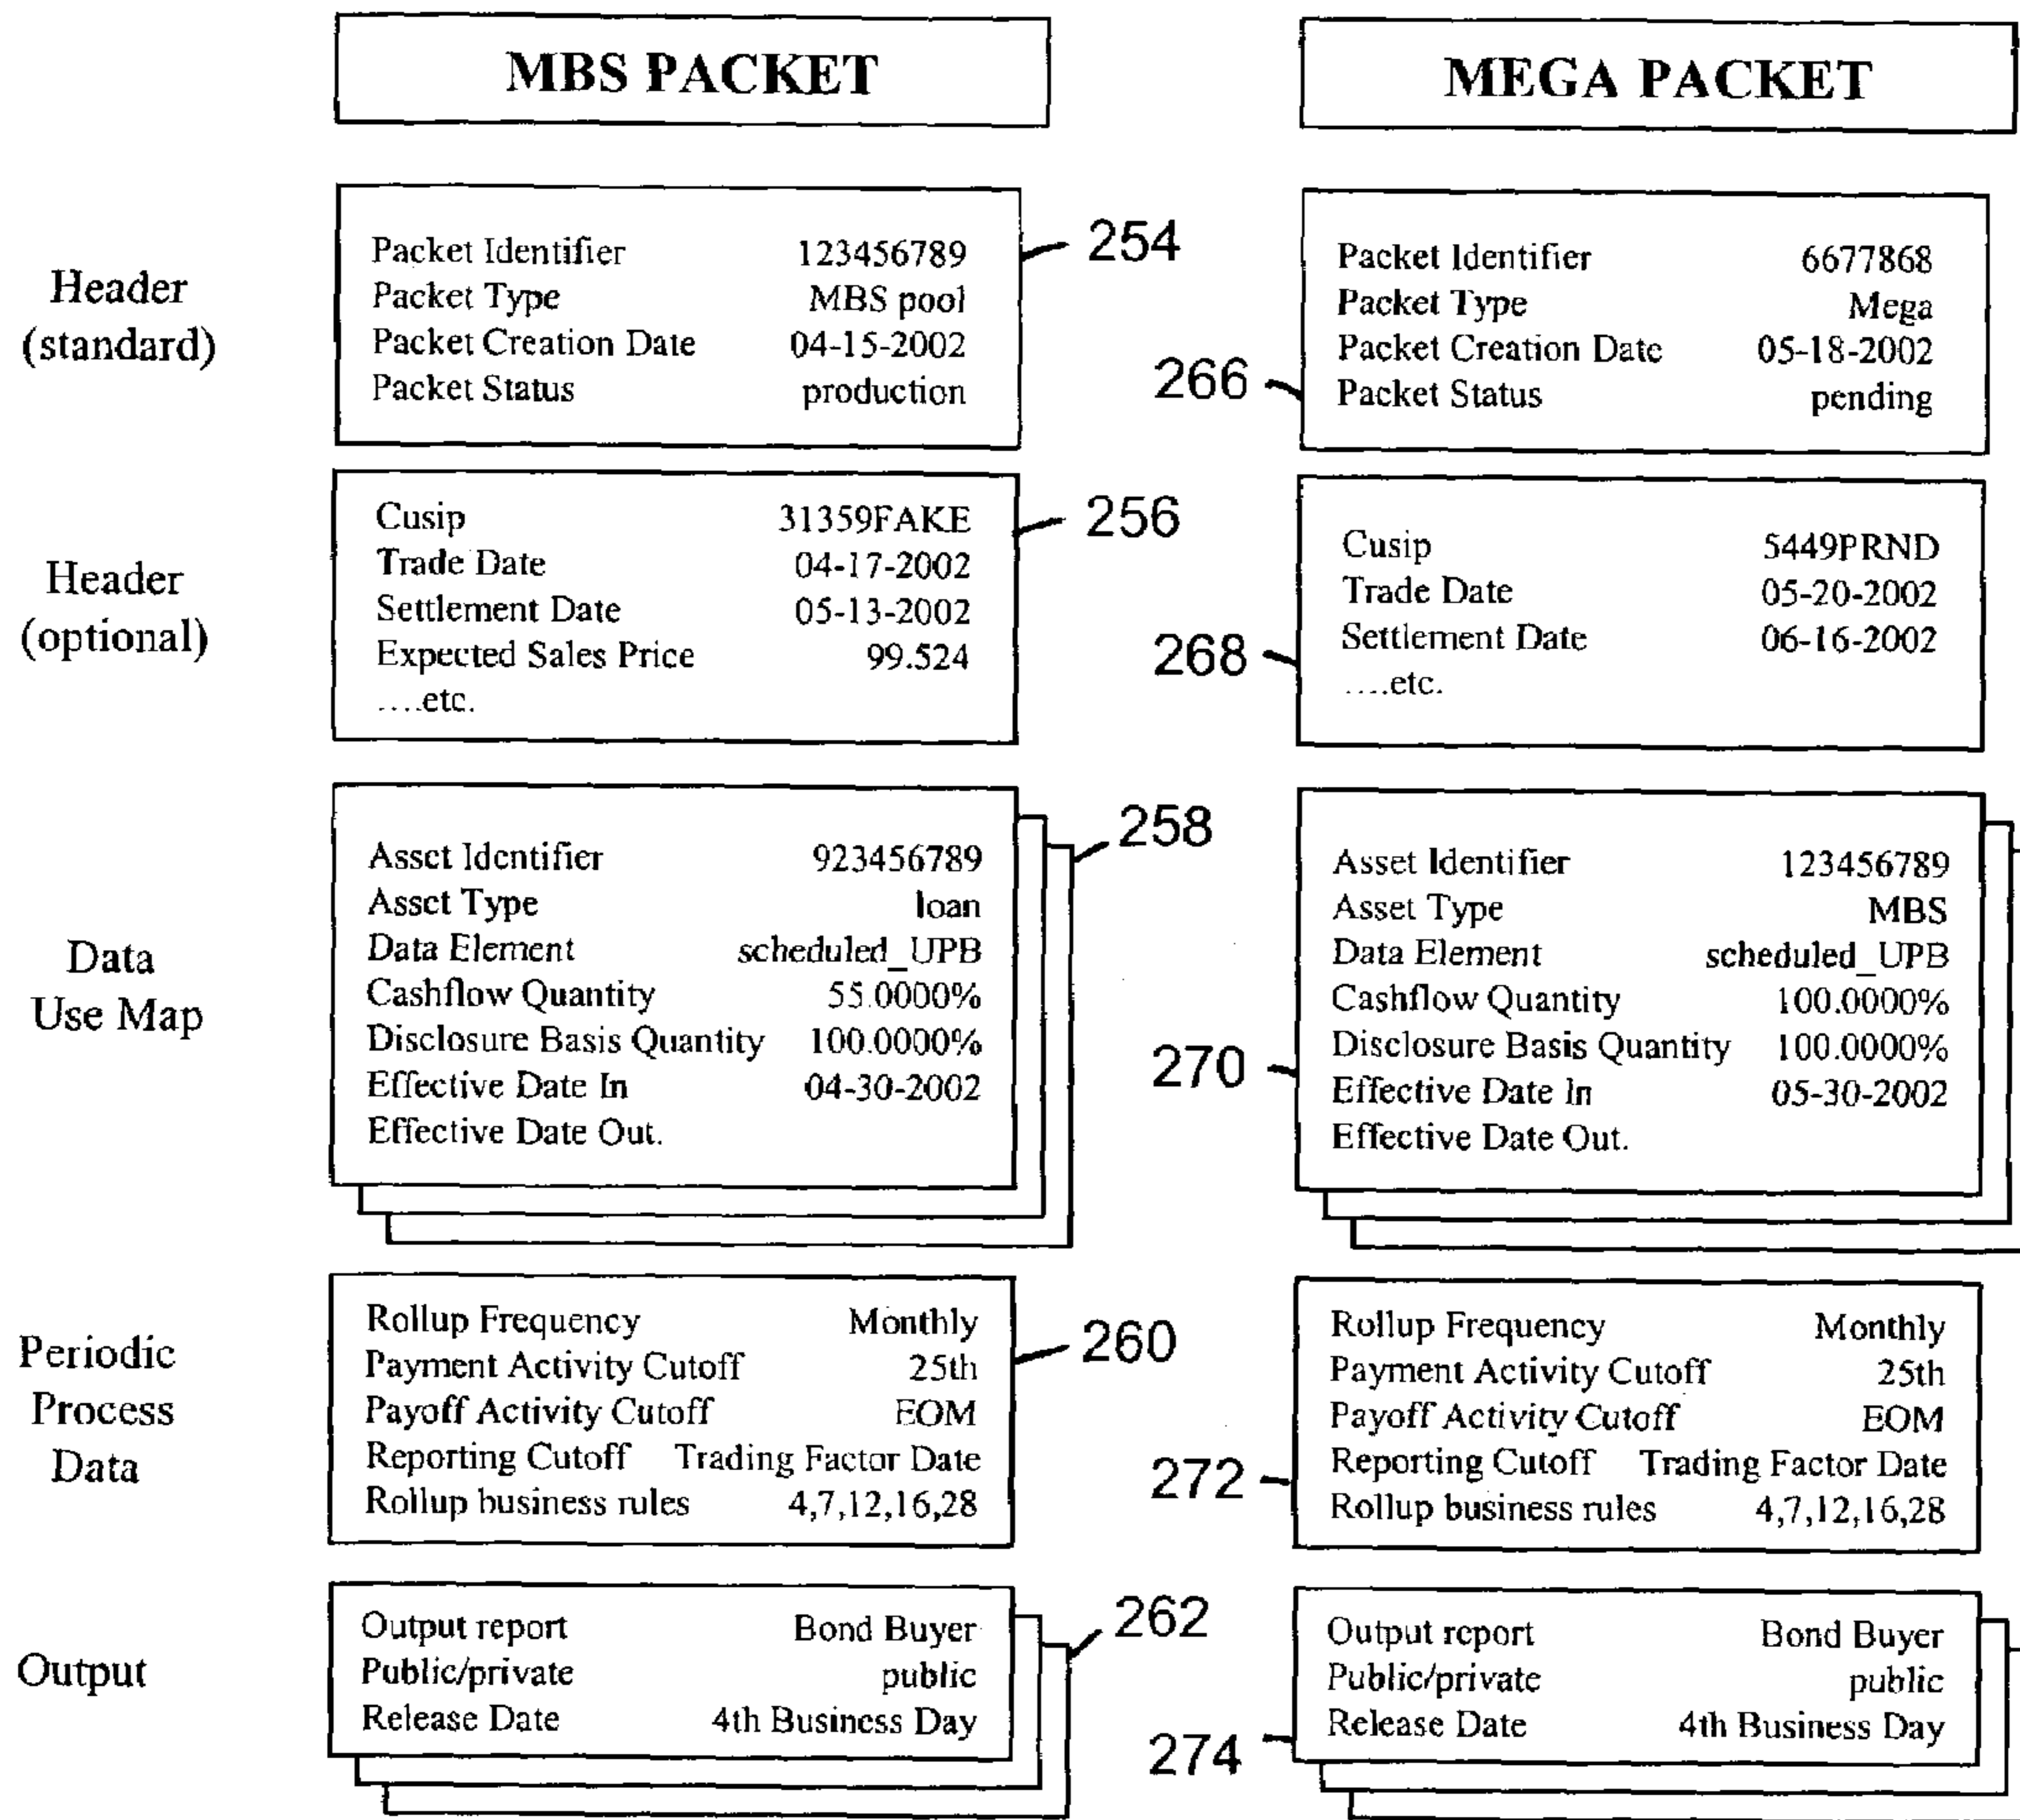 MBS PACKET
MEGA PACKET
Header
(standard)
Packet Identifier 123456789
Packet Type MBS pool
Packet Creation Date 04-15-2002
Packet Status production
254
Packet Identifier 6677868
Packet Type Mega
Packet Creation Date 05-18-2002
Packet Status pending
266
Header
(optional)
Cusip 31359FAKE
Trade Date 04-17-2002
Settlement Date 05-13-2002
Expected Sales Price 99.524
....etc.
256
Cusip 5449PRND
Trade Date 05-20-2002
Settlement Date 06-16-2002
....etc.
268
Data
Use Map
Asset Identifier 923456789
Asset Type loan
Data Element scheduled_UPB
Cashflow Quantity 55.0000%
Disclosure Basis Quantity 100.0000%
Effective Date In 04-30-2002
Effective Date Out.
258
Asset Identifier 123456789
Asset Type MBS
Data Element scheduled_UPB
Cashflow Quantity 100.0000%
Disclosure Basis Quantity 100.0000%
Effective Date In 05-30-2002
Effective Date Out.
270
Periodic
Process
Data
Rollup Frequency Monthly
Payment Activity Cutoff 25th
Payoff Activity Cutoff EOM
Reporting Cutoff Trading Factor Date
Rollup business rules 4,7,12,16,28
260
Rollup Frequency Monthly
Payment Activity Cutoff 25th
Payoff Activity Cutoff EOM
Reporting Cutoff Trading Factor Date
Rollup business rules 4,7,12,16,28
272
Output
Output report Bond Buyer
Public/private public
Release Date 4th Business Day
262
Output report Bond Buyer
Public/private public
Release Date 4th Business Day
274